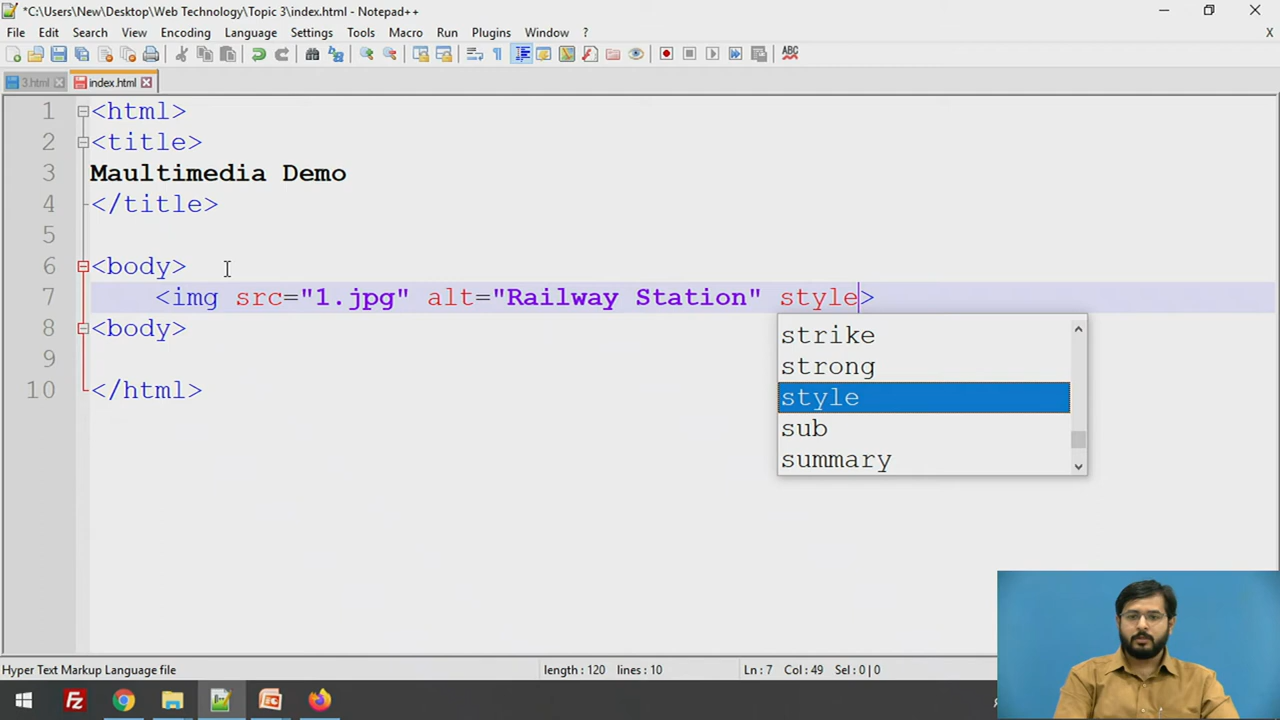 *C:\Users\New\Desktop\Web Technology\Topic 3\index.html - Notepad++
File Edit Search View Encoding Language Settings Tools Macro Run Plugins Window ? X
3.html index.html
1 <html>
2 <title>
3 Maultimedia Demo
4 </title>
5
6 <body>
7 <img src="1.jpg" alt="Railway Station" style>
8 <body>
9
10 </html>
strike
strong
style
sub
summary
Hyper Text Markup Language file length : 120 lines : 10 Ln : 7 Col : 49 Sel : 0 | 0